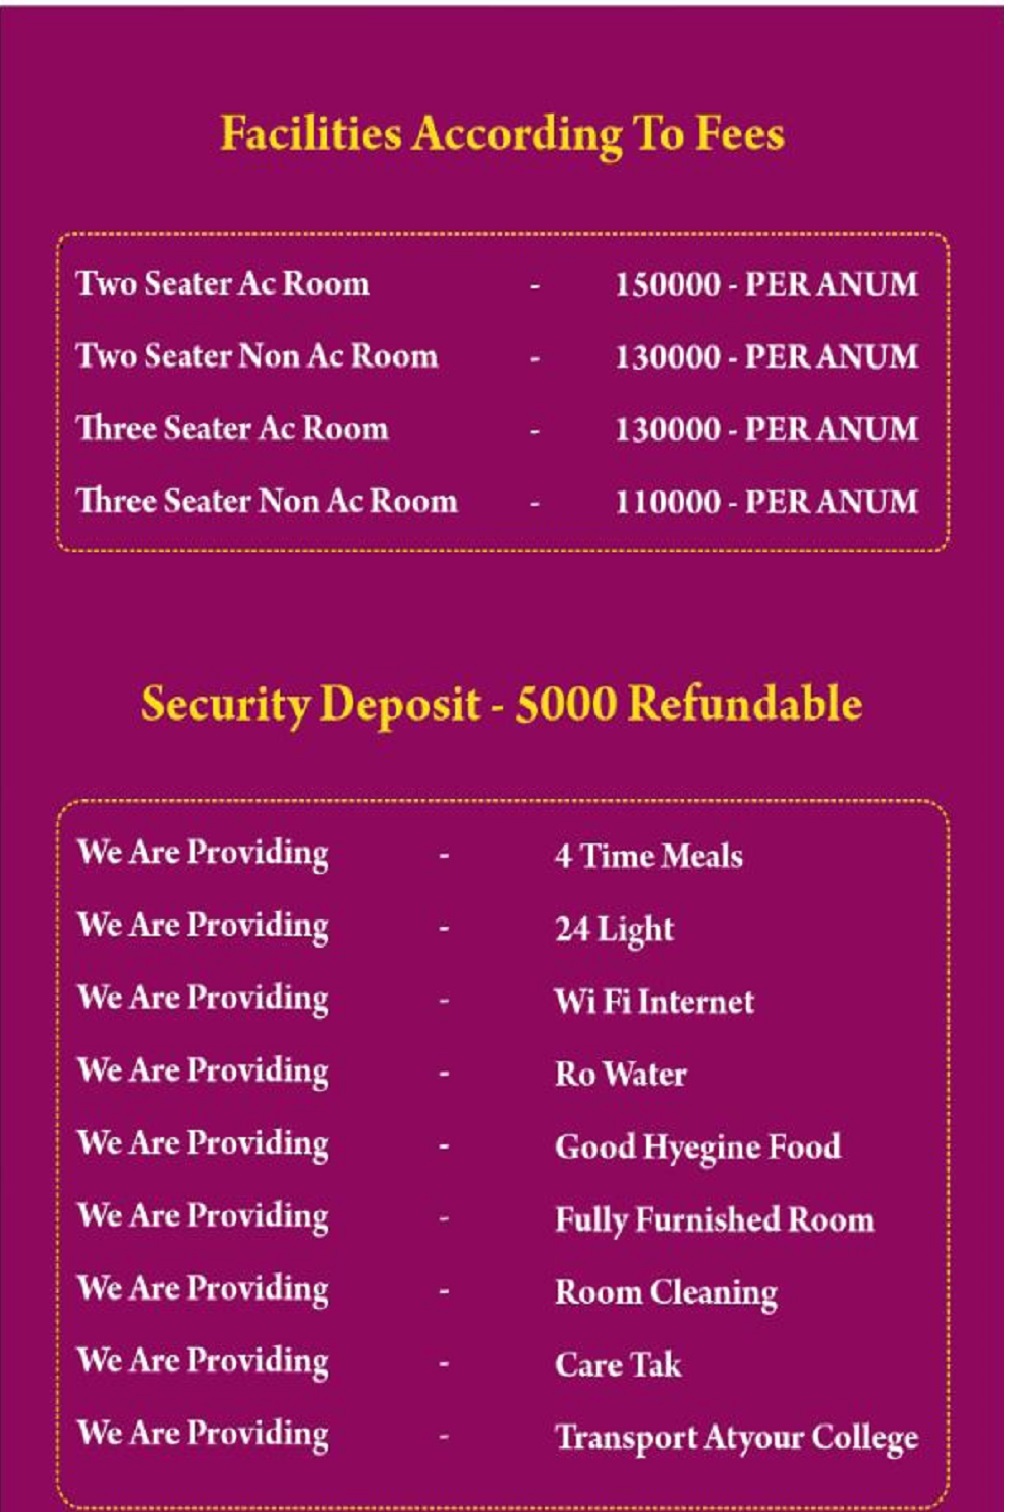 Facilities According To Fees
Two Seater Ac Room - 150000 - PER ANUM
Two Seater Non Ac Room - 130000 - PER ANUM
Three Seater Ac Room - 130000 - PER ANUM
Three Seater Non Ac Room - 110000 - PER ANUM
Security Deposit - 5000 Refundable
We Are Providing - 4 Time Meals
We Are Providing - 24 Light
We Are Providing - Wi Fi Internet
We Are Providing - Ro Water
We Are Providing - Good Hyegine Food
We Are Providing - Fully Furnished Room
We Are Providing - Room Cleaning
We Are Providing - Care Tak
We Are Providing - Transport Atyour College